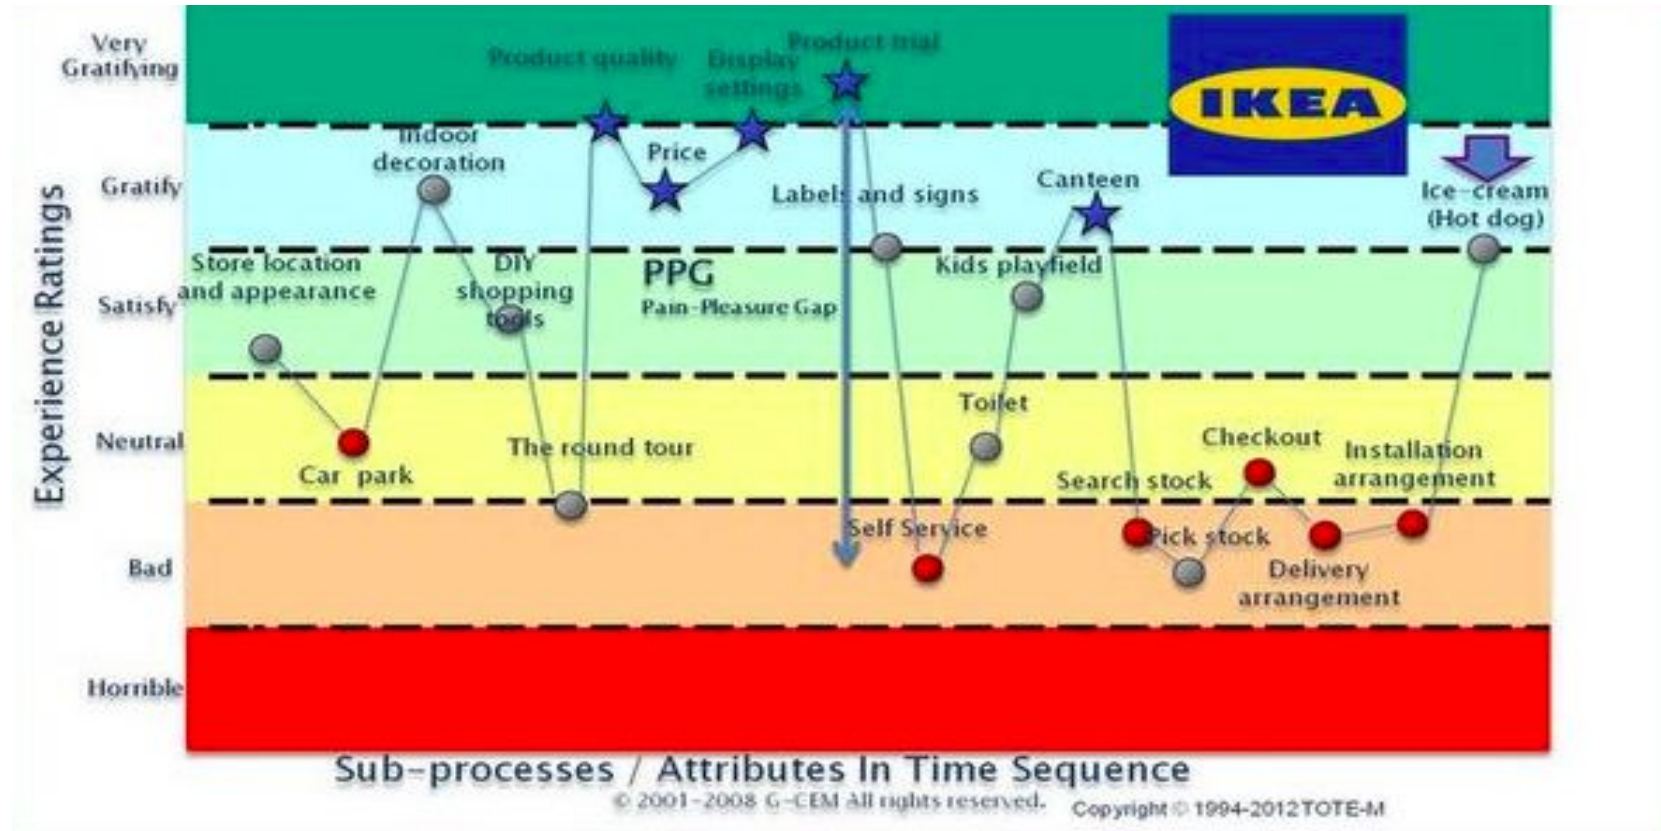 Very
Gratifying
Product quality
Display
settings
Product trial
IKEA
Indoor
decoration
Price
Gratify
Labels and signs
Canteen
Ice-cream
(Hot dog)
Store location
and appearance
DIY
shopping
tools
PPG
Pain-Pleasure Gap
Kids playfield
Satisfy
Experience Ratings
Neutral
Car park
The round tour
Toilet
Checkout
Installation
arrangement
Search stock
Self Service
Pick stock
Bad
Delivery
arrangement
Horrible
Sub-processes / Attributes In Time Sequence
© 2001-2008 G-CEM All rights reserved.
Copyright © 1994-2012 TOTE-M